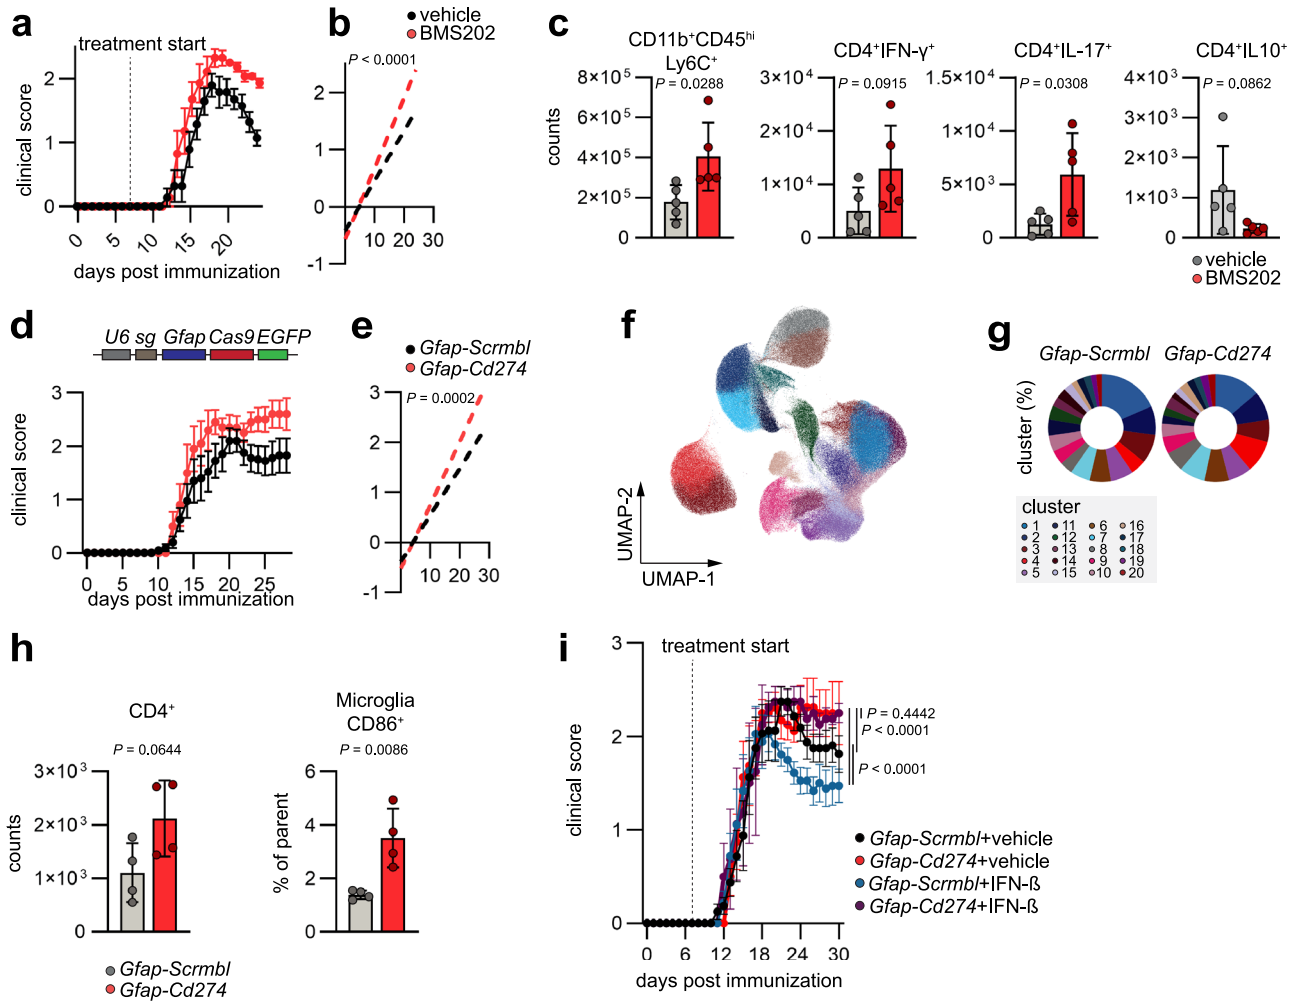 a
treatment start
clinical score
2
1
0
0 5 10 15 20
days post immunization
b
vehicle
BMS202
P < 0.0001
2
1
0
-1
10 20 30
c
CD11b⁺CD45ʰⁱ
Ly6C⁺
P = 0.0288
counts
8×10⁵
6×10⁵
4×10⁵
2×10⁵
0
CD4⁺IFN-γ⁺
P = 0.0915
3×10⁴
2×10⁴
1×10⁴
0
CD4⁺IL-17⁺
P = 0.0308
1.5×10⁴
1×10⁴
5×10³
0
CD4⁺IL10⁺
P = 0.0862
4×10³
3×10³
2×10³
1×10³
0
vehicle
BMS202
d
U6 sg Gfap Cas9 EGFP
clinical score
3
2
1
0
0 5 10 15 20 25
days post immunization
e
Gfap-Scrmbl
Gfap-Cd274
P = 0.0002
3
2
1
0
-1
10 20 30
f
UMAP-2
UMAP-1
g
Gfap-Scrmbl Gfap-Cd274
cluster (%)
cluster
1 11 6 16
2 12 7 17
3 13 8 18
4 14 9 19
5 15 10 20
h
CD4⁺
P = 0.0644
counts
3×10³
2×10³
1×10³
0
Microglia
CD86⁺
P = 0.0086
% of parent
6
4
2
0
Gfap-Scrmbl
Gfap-Cd274
i
treatment start
clinical score
3
2
1
0
0 6 12 18 24 30
days post immunization
P = 0.4442
P < 0.0001
P < 0.0001
Gfap-Scrmbl+vehicle
Gfap-Cd274+vehicle
Gfap-Scrmbl+IFN-ß
Gfap-Cd274+IFN-ß